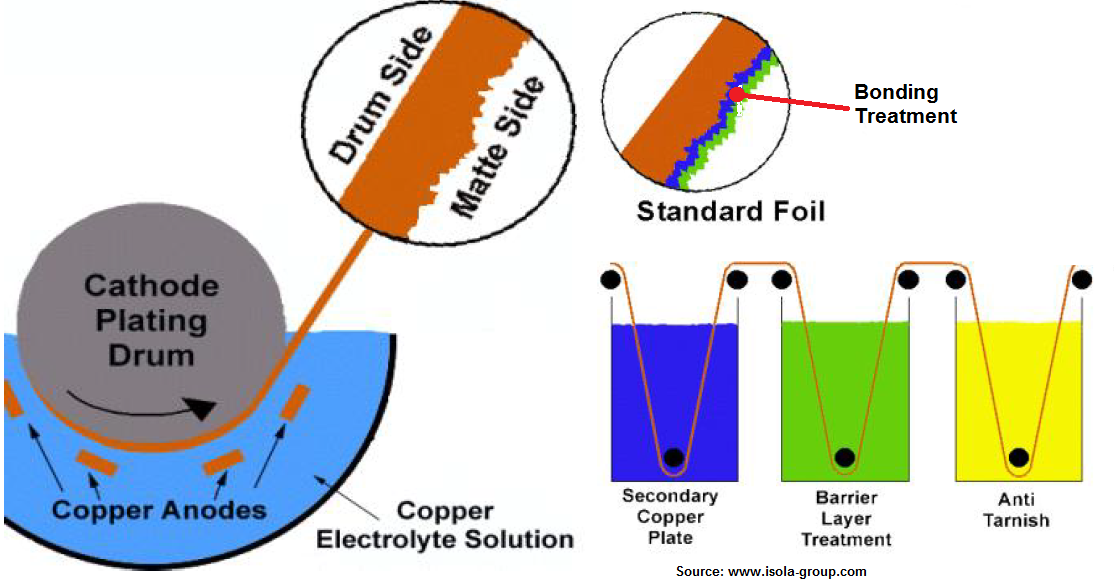 Drum Side
Matte Side
Bonding
Treatment
Standard Foil
Cathode
Plating
Drum
Copper Anodes
Copper
Electrolyte Solution
Secondary
Copper
Plate
Barrier
Layer
Treatment
Anti
Tarnish
Source: www.isola-group.com